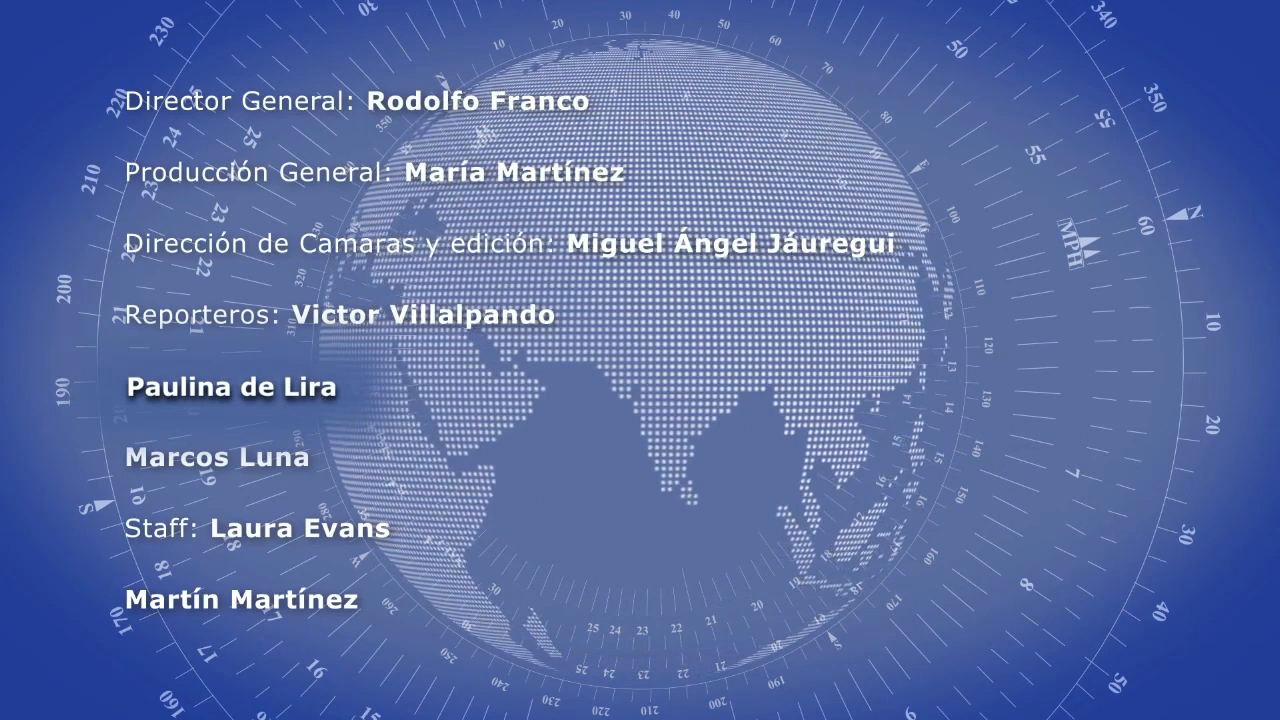 Director General: Rodolfo Franco
Producción General: María Martínez
Dirección de Camaras y edición: Miguel Ángel Jáuregui
Reporteros: Victor Villalpando
Paulina de Lira
Marcos Luna
Staff: Laura Evans
Martín Martínez
MPH
N
S